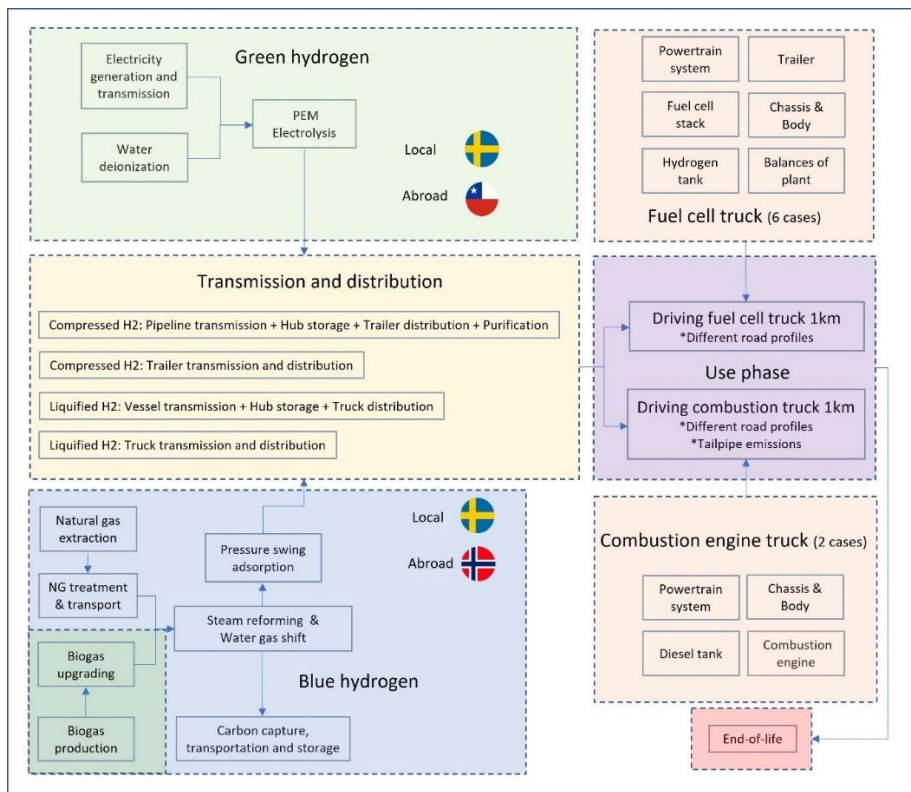 Green hydrogen
Electricity
generation and
transmission
Water
deionization
PEM
Electrolysis
Local
Abroad
Powertrain
system
Trailer
Fuel cell
stack
Chassis &
Body
Hydrogen
tank
Balances of
plant
Fuel cell truck (6 cases)
Transmission and distribution
Compressed H2: Pipeline transmission + Hub storage + Trailer distribution + Purification
Compressed H2: Trailer transmission and distribution
Liquified H2: Vessel transmission + Hub storage + Truck distribution
Liquified H2: Truck transmission and distribution
Driving fuel cell truck 1km
*Different road profiles
Use phase
Driving combustion truck 1km
*Different road profiles
*Tailpipe emissions
Natural gas
extraction
NG treatment
& transport
Biogas
upgrading
Biogas
production
Pressure swing
adsorption
Steam reforming &
Water gas shift
Carbon capture,
transportation and storage
Local
Abroad
Blue hydrogen
Combustion engine truck (2 cases)
Powertrain
system
Chassis &
Body
Diesel tank
Combustion
engine
End-of-life